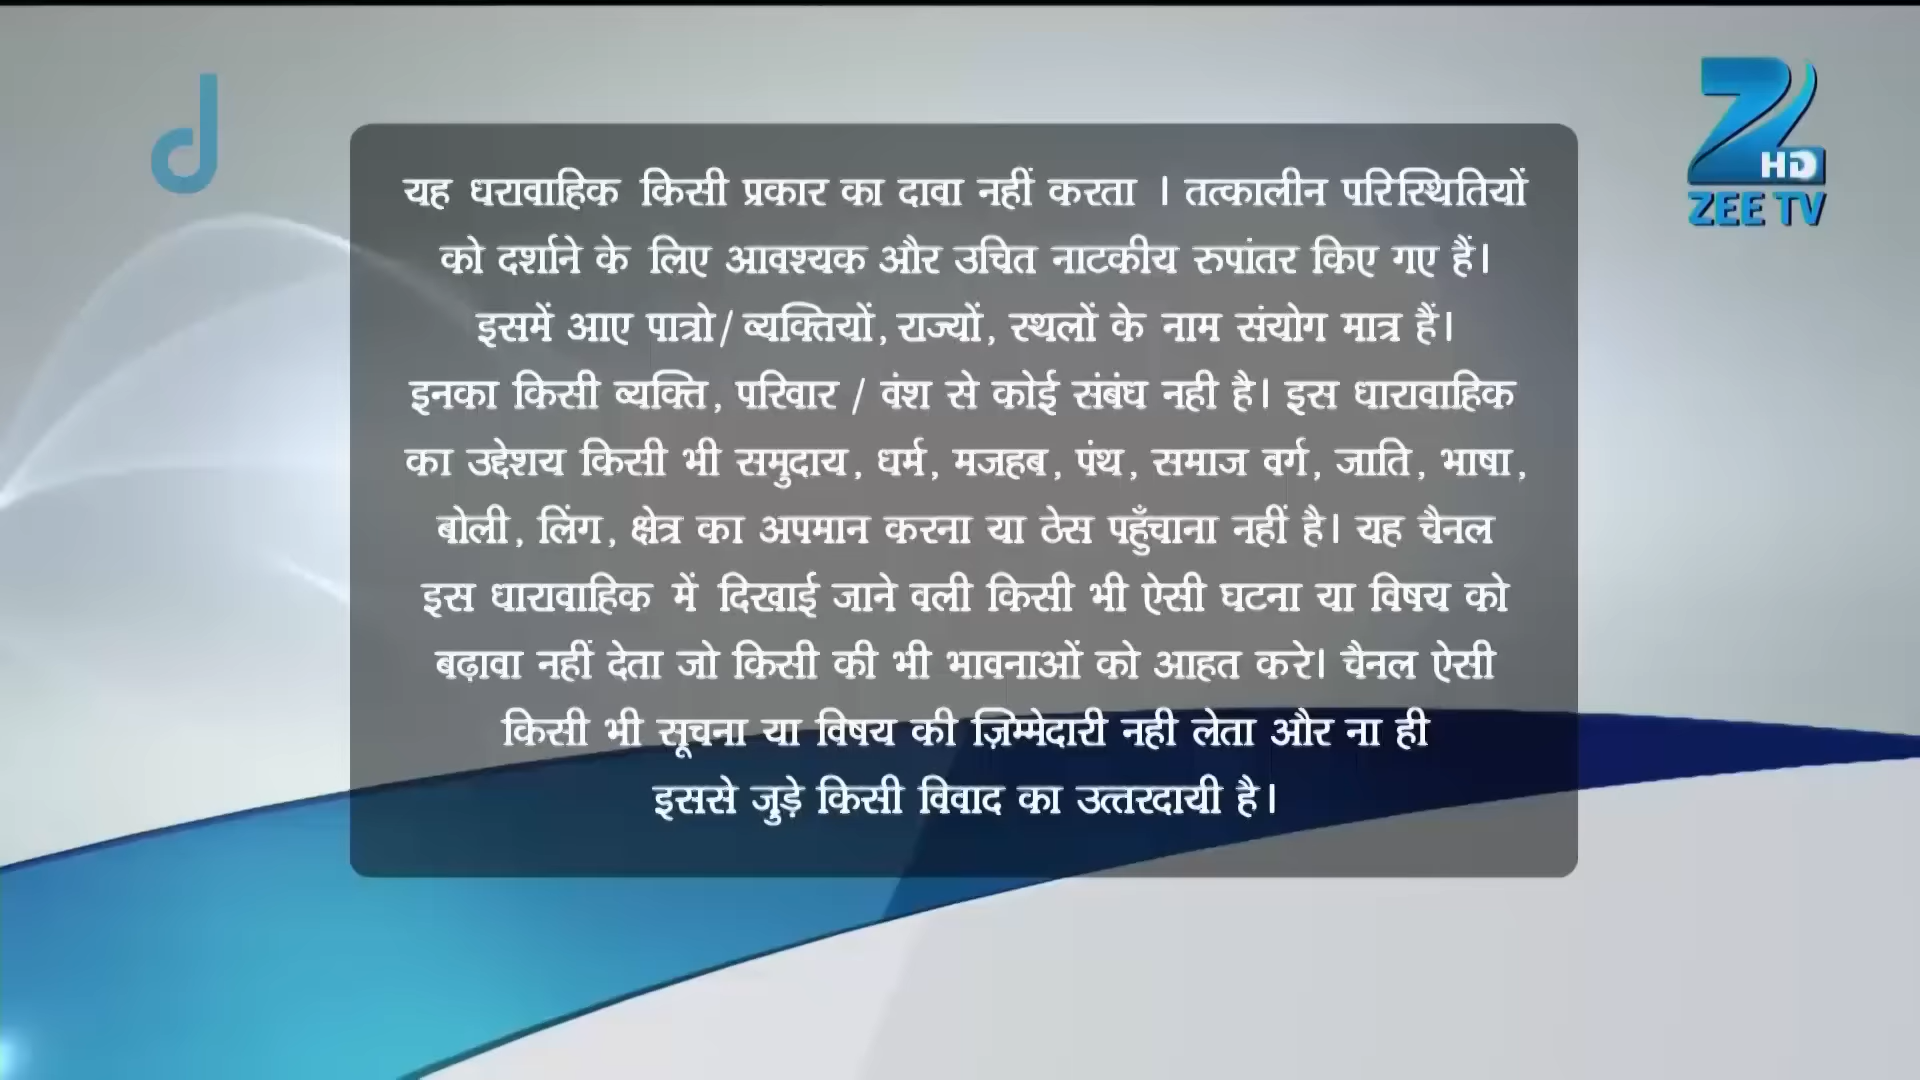 d
HD
ZEE TV
यह धरावाहिक किसी प्रकार का दावा नहीं करता । तत्कालीन परिस्थितियों
को दर्शाने के लिए आवश्यक और उचित नाटकीय रुपांतर किए गए हैं।
इसमें आए पात्रो/ व्यक्तियों, राज्यों, स्थलों के नाम संयोग मात्र हैं।
इनका किसी व्यक्ति, परिवार / वंश से कोई संबंध नही है। इस धारावाहिक
का उद्देशय किसी भी समुदाय, धर्म, मजहब, पंथ, समाज वर्ग, जाति, भाषा,
बोली, लिंग, क्षेत्र का अपमान करना या ठेस पहुँचाना नहीं है। यह चैनल
इस धारावाहिक में दिखाई जाने वली किसी भी ऐसी घटना या विषय को
बढ़ावा नहीं देता जो किसी की भी भावनाओं को आहत करे। चैनल ऐसी
किसी भी सूचना या विषय की ज़िम्मेदारी नही लेता और ना ही
इससे जुड़े किसी विवाद का उत्तरदायी है।